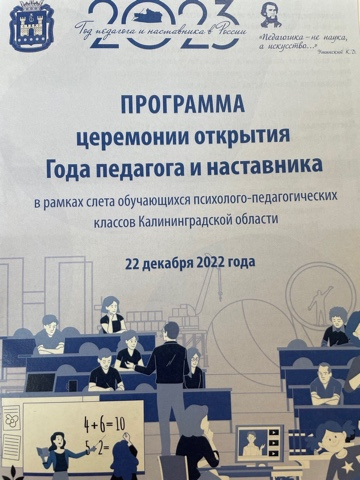 2023
Год педагога и наставника в России
«Педагогика – не наука,
а искусство...»
Ушинский К.Д.
ПРОГРАММА
церемонии открытия
Года педагога и наставника
в рамках слета обучающихся психолого-педагогических
классов Калининградской области
22 декабря 2022 года
4+6=10
5 2=